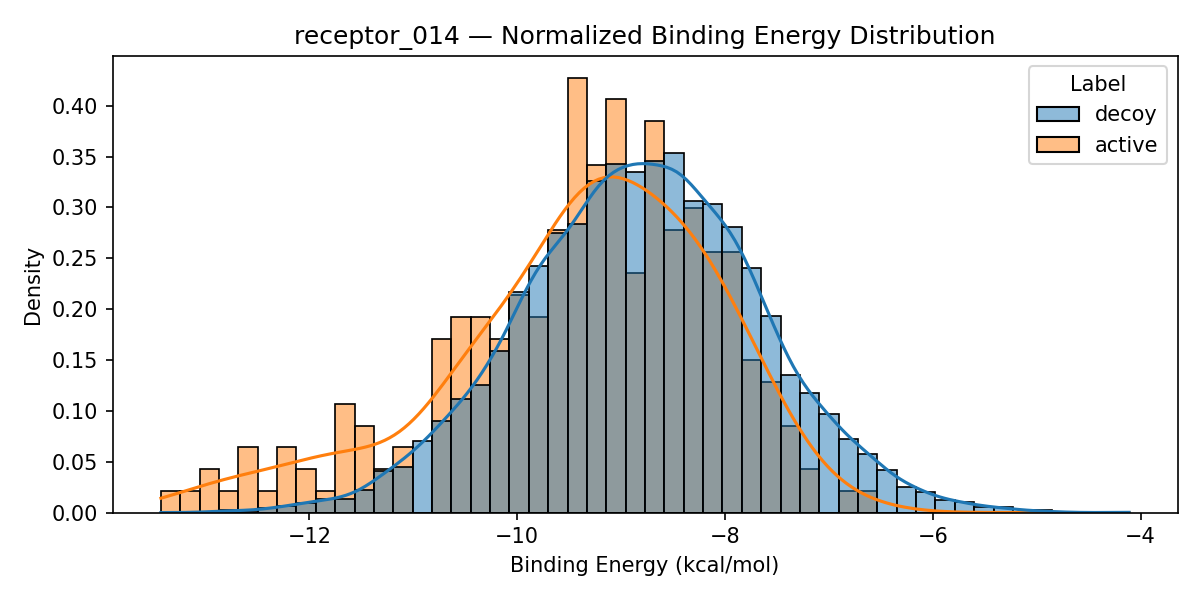 receptor_014 — Normalized Binding Energy Distribution
Label
decoy
active
Density
0.40
0.35
0.30
0.25
0.20
0.15
0.10
0.05
0.00
−12
−10
−8
−6
−4
Binding Energy (kcal/mol)